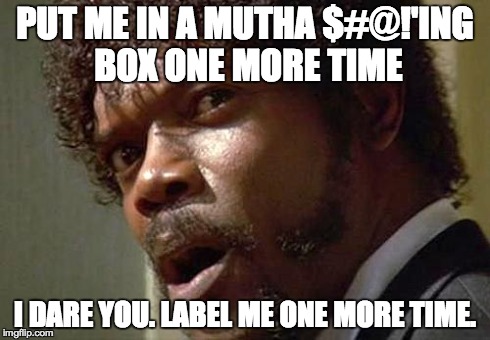 PUT ME IN A MUTHA $#@!'ING
BOX ONE MORE TIME
I DARE YOU. LABEL ME ONE MORE TIME.
imgflip.com